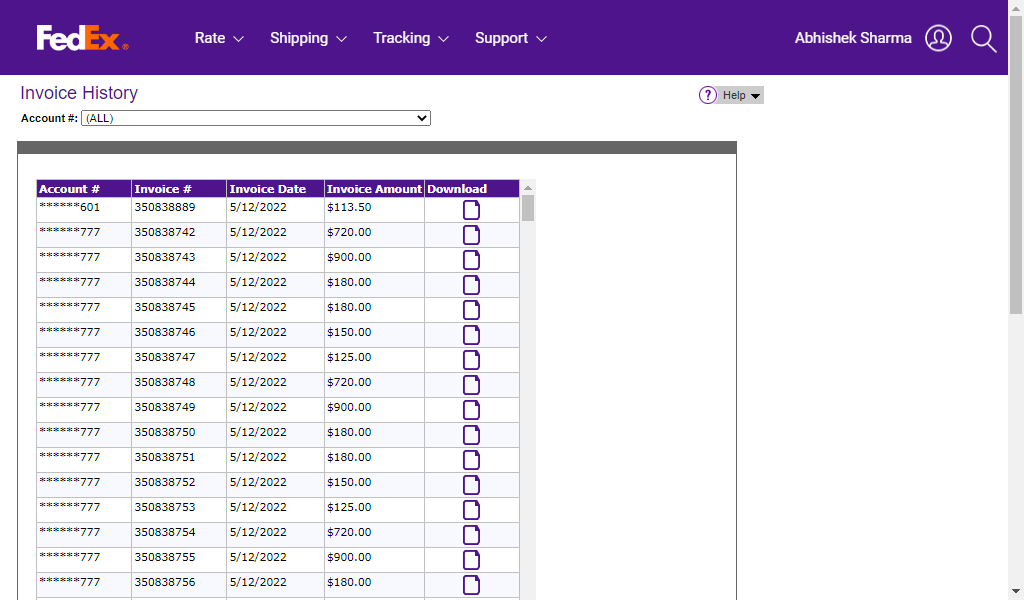 FedEx® Rate Shipping Tracking Support Abhishek Sharma
Invoice History
? Help
Account #: (ALL)
Account # Invoice # Invoice Date Invoice Amount Download
******601 350838889 5/12/2022 $113.50
******777 350838742 5/12/2022 $720.00
******777 350838743 5/12/2022 $900.00
******777 350838744 5/12/2022 $180.00
******777 350838745 5/12/2022 $180.00
******777 350838746 5/12/2022 $150.00
******777 350838747 5/12/2022 $125.00
******777 350838748 5/12/2022 $720.00
******777 350838749 5/12/2022 $900.00
******777 350838750 5/12/2022 $180.00
******777 350838751 5/12/2022 $180.00
******777 350838752 5/12/2022 $150.00
******777 350838753 5/12/2022 $125.00
******777 350838754 5/12/2022 $720.00
******777 350838755 5/12/2022 $900.00
******777 350838756 5/12/2022 $180.00